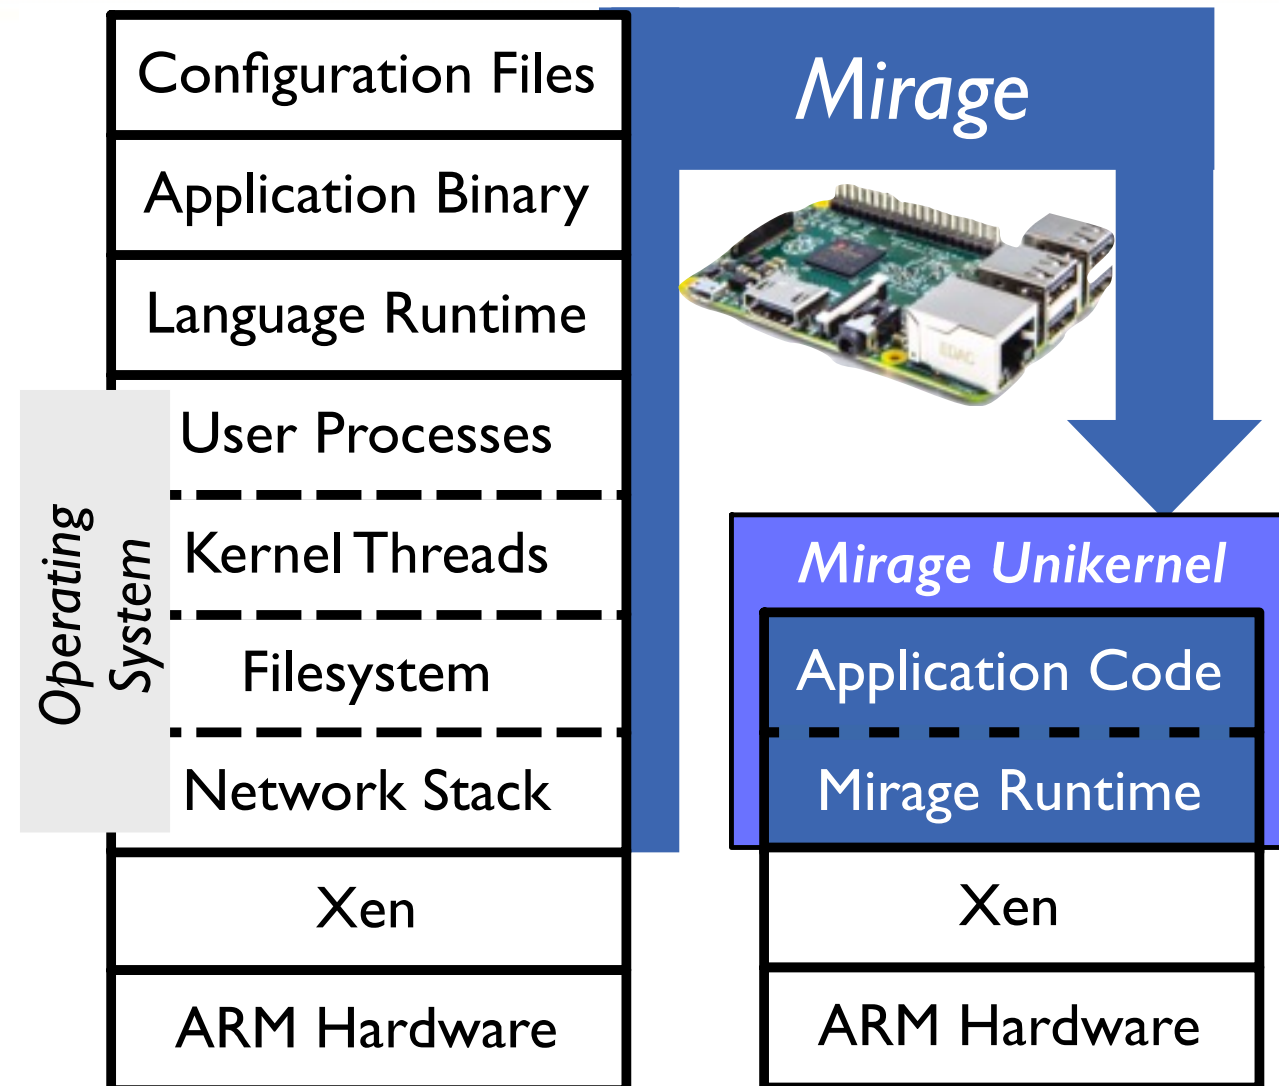 Configuration Files
Application Binary
Language Runtime
User Processes
Kernel Threads
Filesystem
Network Stack
Xen
ARM Hardware
Operating
System
Mirage
EDAC
Mirage Unikernel
Application Code
Mirage Runtime
Xen
ARM Hardware